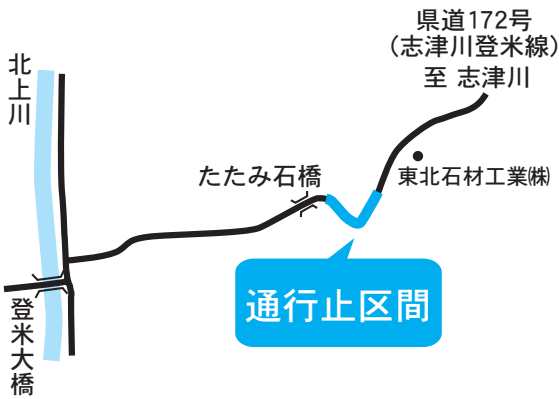 県道172号
(志津川登米線)
至 志津川
北上川
たたみ石橋
東北石材工業㈱
通行止区間
登米大橋